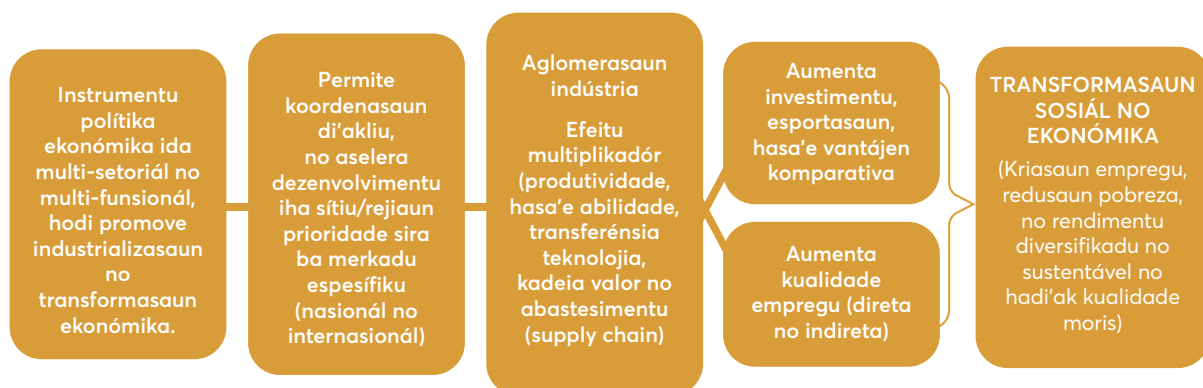 Instrumentu
polítika
ekonómika ida
multi-setoriál no
multi-funsionál,
hodi promove
industrializasaun
no
transformasaun
ekonómika.
Permite
koordenasaun
di'akliu,
no aselera
dezenvolvimentu
iha sítiu/rejiaun
prioridade sira
ba merkadu
espesífiku
(nasionál no
internasionál)
Aglomerasaun
indústria
Efeitu
multiplikadór
(produtividade,
hasa'e abilidade,
transferénsia
teknolojia,
kadeia valor no
abastesimentu
(supply chain)
Aumenta
investimentu,
esportasaun,
hasa'e vantájen
komparativa
Aumenta
kualidade
empregu (direta
no indireta)
TRANSFORMASAUN
SOSIÁL NO
EKONÓMIKA
(Kriasaun empregu,
redusaun pobreza,
no rendimentu
diversifikadu no
sustentável no
hadi'ak kualidade
moris)